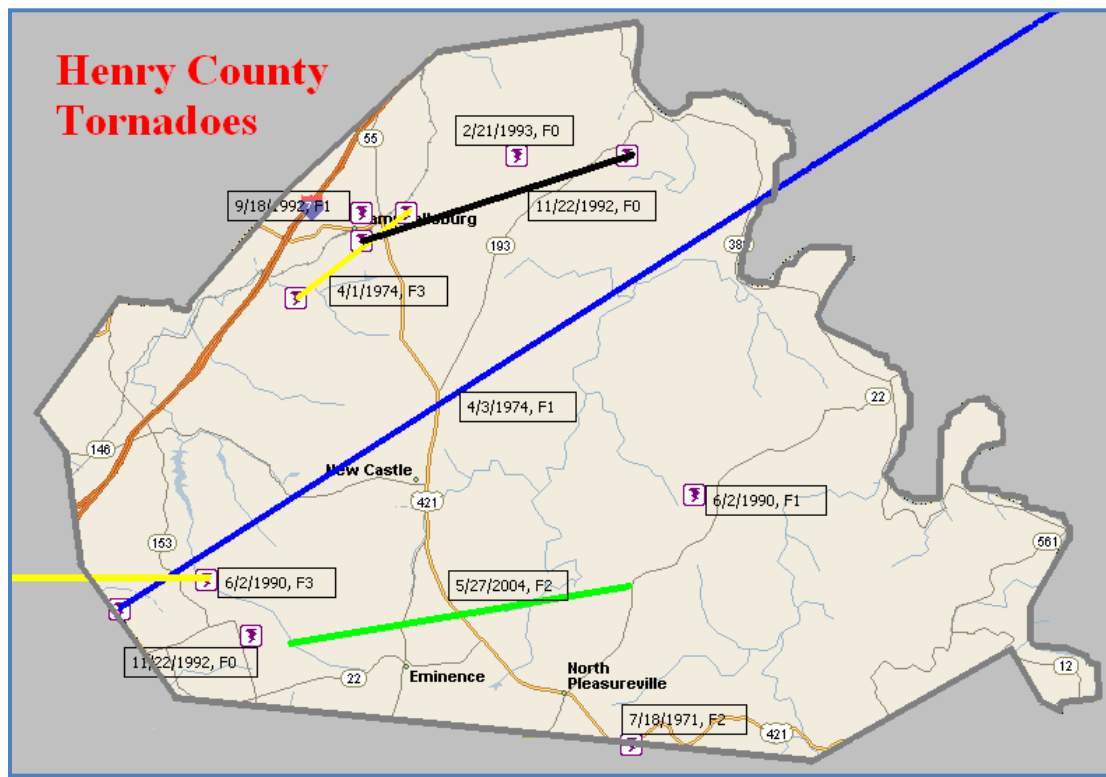 Henry County
Tornadoes
55
2/21/1993, F0
9/18/1992, F1
11/22/1992, F0
193
4/1/1974, F3
4/3/1974, F1
22
146
New Castle
421
6/2/1990, F1
153
561
6/2/1990, F3
5/27/2004, F2
11/22/1992, F0
22
Eminence
North
Pleasureville
12
7/18/1971, F2
421